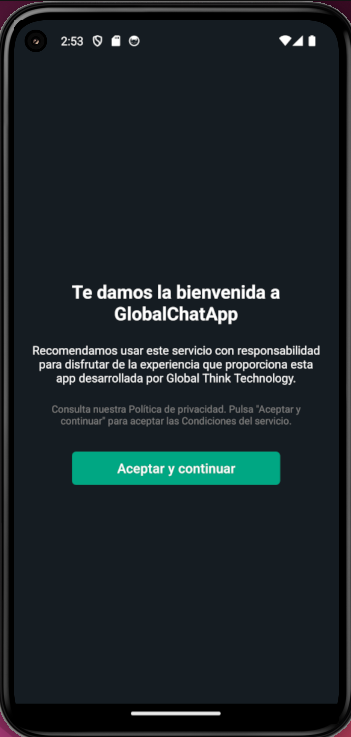 2:53
Te damos la bienvenida a
GlobalChatApp
Recomendamos usar este servicio con responsabilidad
para disfrutar de la experiencia que proporciona esta
app desarrollada por Global Think Technology.
Consulta nuestra Política de privacidad. Pulsa "Aceptar y
continuar" para aceptar las Condiciones del servicio.
Aceptar y continuar